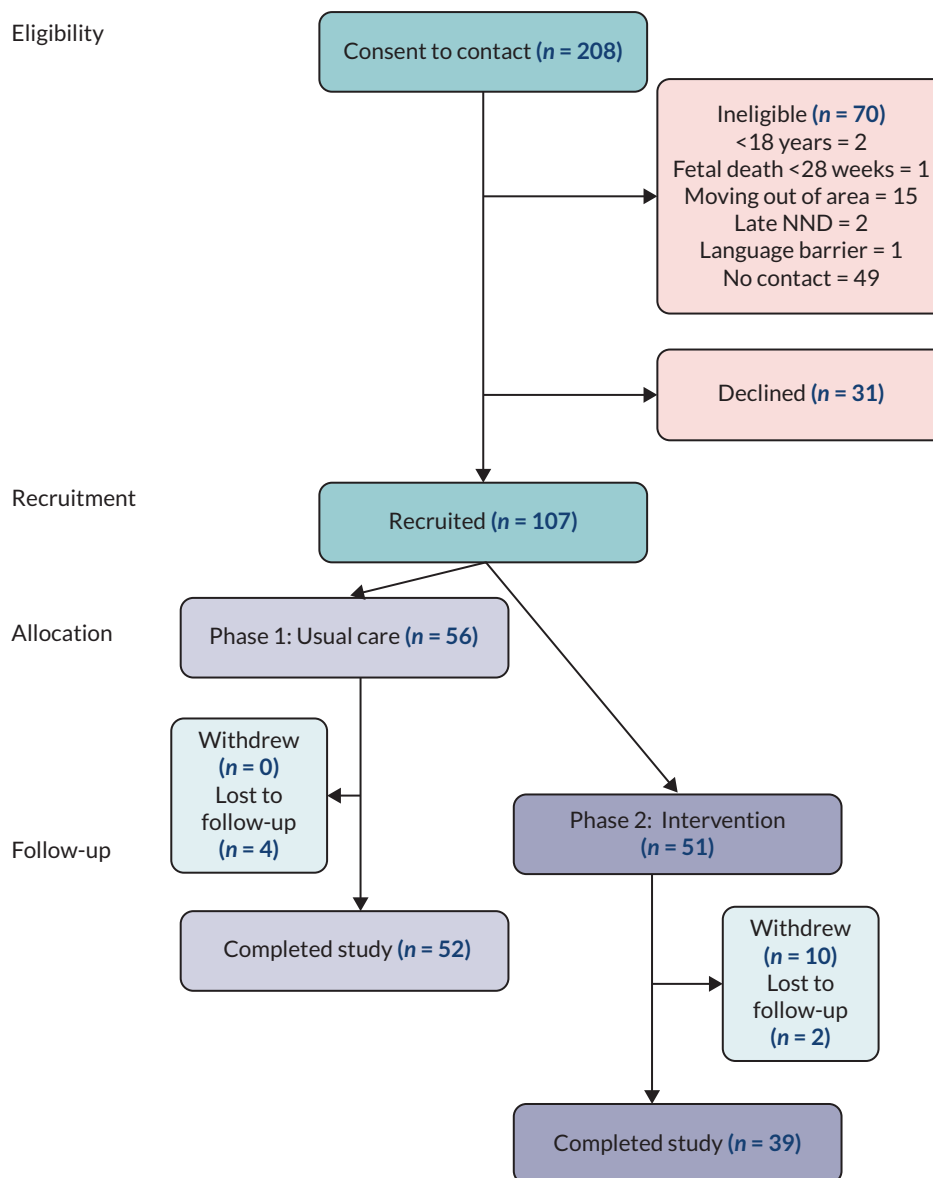 Eligibility
Consent to contact (n = 208)
Ineligible (n = 70)
<18 years = 2
Fetal death <28 weeks = 1
Moving out of area = 15
Late NND = 2
Language barrier = 1
No contact = 49
Declined (n = 31)
Recruitment
Recruited (n = 107)
Allocation
Phase 1: Usual care (n = 56)
Withdrew
(n = 0)
Lost to
follow-up
(n = 4)
Phase 2: Intervention
(n = 51)
Follow-up
Completed study (n = 52)
Withdrew
(n = 10)
Lost to
follow-up
(n = 2)
Completed study (n = 39)